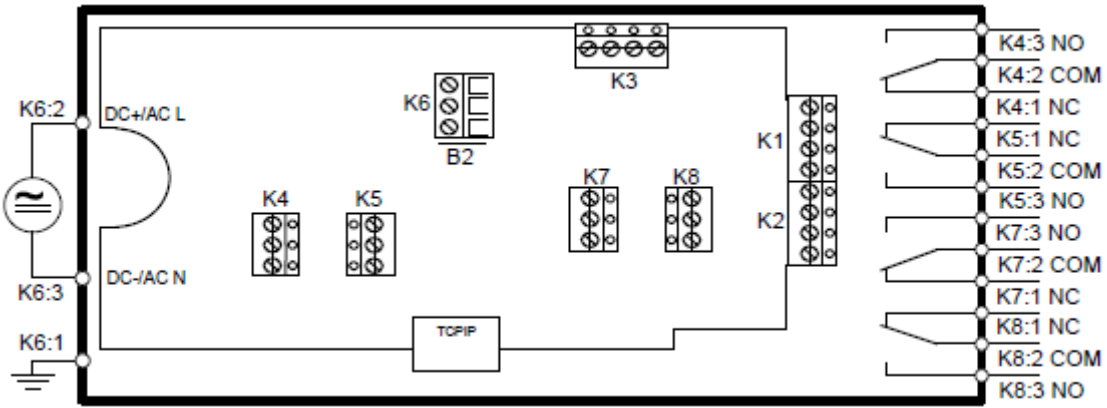 K3
K4:3 NO
K4:2 COM
K4:1 NC
K5:1 NC
K5:2 COM
K5:3 NO
K7:3 NO
K7:2 COM
K7:1 NC
K8:1 NC
K8:2 COM
K8:3 NO
K6:2
DC+/AC L
K6
B2
K1
K2
K4
K5
K7
K8
K6:3
DC-/AC N
K6:1
TCPIP